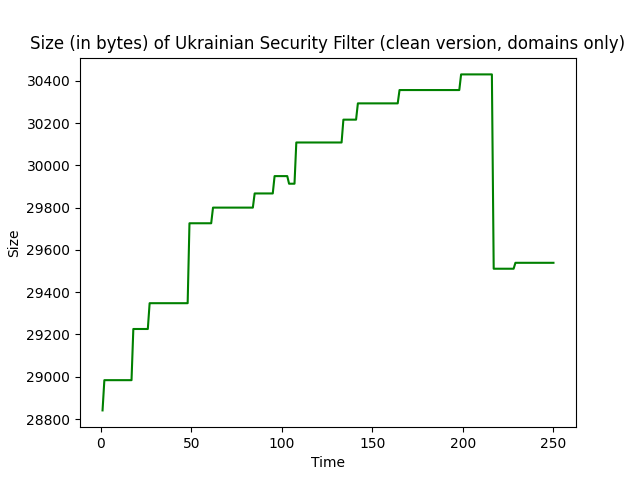 Size (in bytes) of Ukrainian Security Filter (clean version, domains only)
30400
30200
30000
29800
29600
29400
29200
29000
28800
Size
0 50 100 150 200 250
Time